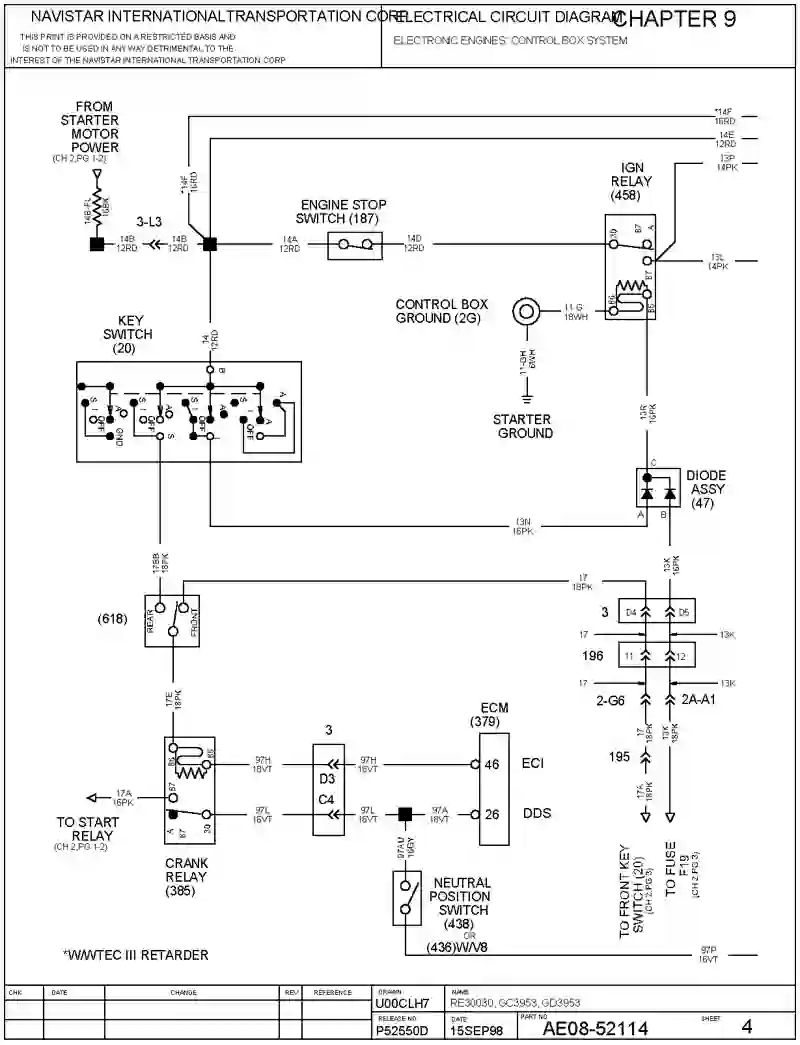 NAVISTAR INTERNATIONAL TRANSPORTATION CORP.
ELECTRICAL CIRCUIT DIAGRAM
CHAPTER 9
THIS PRINT IS PROVIDED ON A RESTRICTED BASIS AND
IS NOT TO BE USED IN ANY WAY DETRIMENTAL TO THE
INTEREST OF THE NAVISTAR INTERNATIONAL TRANSPORTATION CORP
ELECTRONIC ENGINES' CONTROL BOX SYSTEM
FROM
STARTER
MOTOR
POWER
(CH 2,PG 1-2)
*14F
16RD
14E
12RD
13P
14PK
*14F
16RD
14B-FL
16BK
3-L3
14B
12RD
14B
12RD
ENGINE STOP
SWITCH (187)
14A
12RD
14D
12RD
IGN
RELAY
(458)
30
87
A
87
86
85
13L
14PK
CONTROL BOX
GROUND (2G)
11-G
18WH
11-GH
6WH
STARTER
GROUND
KEY
SWITCH
(20)
14
12RD
B
S
I
A
OFF
GND
S
I
AC
OFF
S
S
I
A
OFF
I
S
I
A
OFF
A
13R
16PK
DIODE
ASSY
(47)
C
A
B
13N
16PK
17BB
18PK
17
18PK
13K
16PK
(618)
REAR
FRONT
3
D4
D5
17
13K
196
11
12
17
13K
2-G6
2A-A1
17
18PK
13K
16PK
195
17A
18PK
TO FRONT KEY
SWITCH (20)
(CH 2,PG 3)
TO FUSE
F19
(CH 2,PG 3)
17E
18PK
86
85
87
A
87
30
17A
16PK
TO START
RELAY
(CH 2,PG 1-2)
CRANK
RELAY
(385)
97H
18VT
3
D3
C4
97H
18VT
97L
16VT
97L
16VT
97A
18VT
ECM
(379)
46
ECI
26
DDS
97AU
16GY
NEUTRAL
POSITION
SWITCH
(438)
OR
(436)W/V8
97P
16VT
*W/WTEC III RETARDER
CHK
DATE
CHANGE
REV
REFERENCE
DRAWN
U00CLH7
NAME
RE30030, GC3953, GD3953
RELEASE NO.
P52550D
DATE
15SEP98
PART NO
AE08-52114
SHEET
4